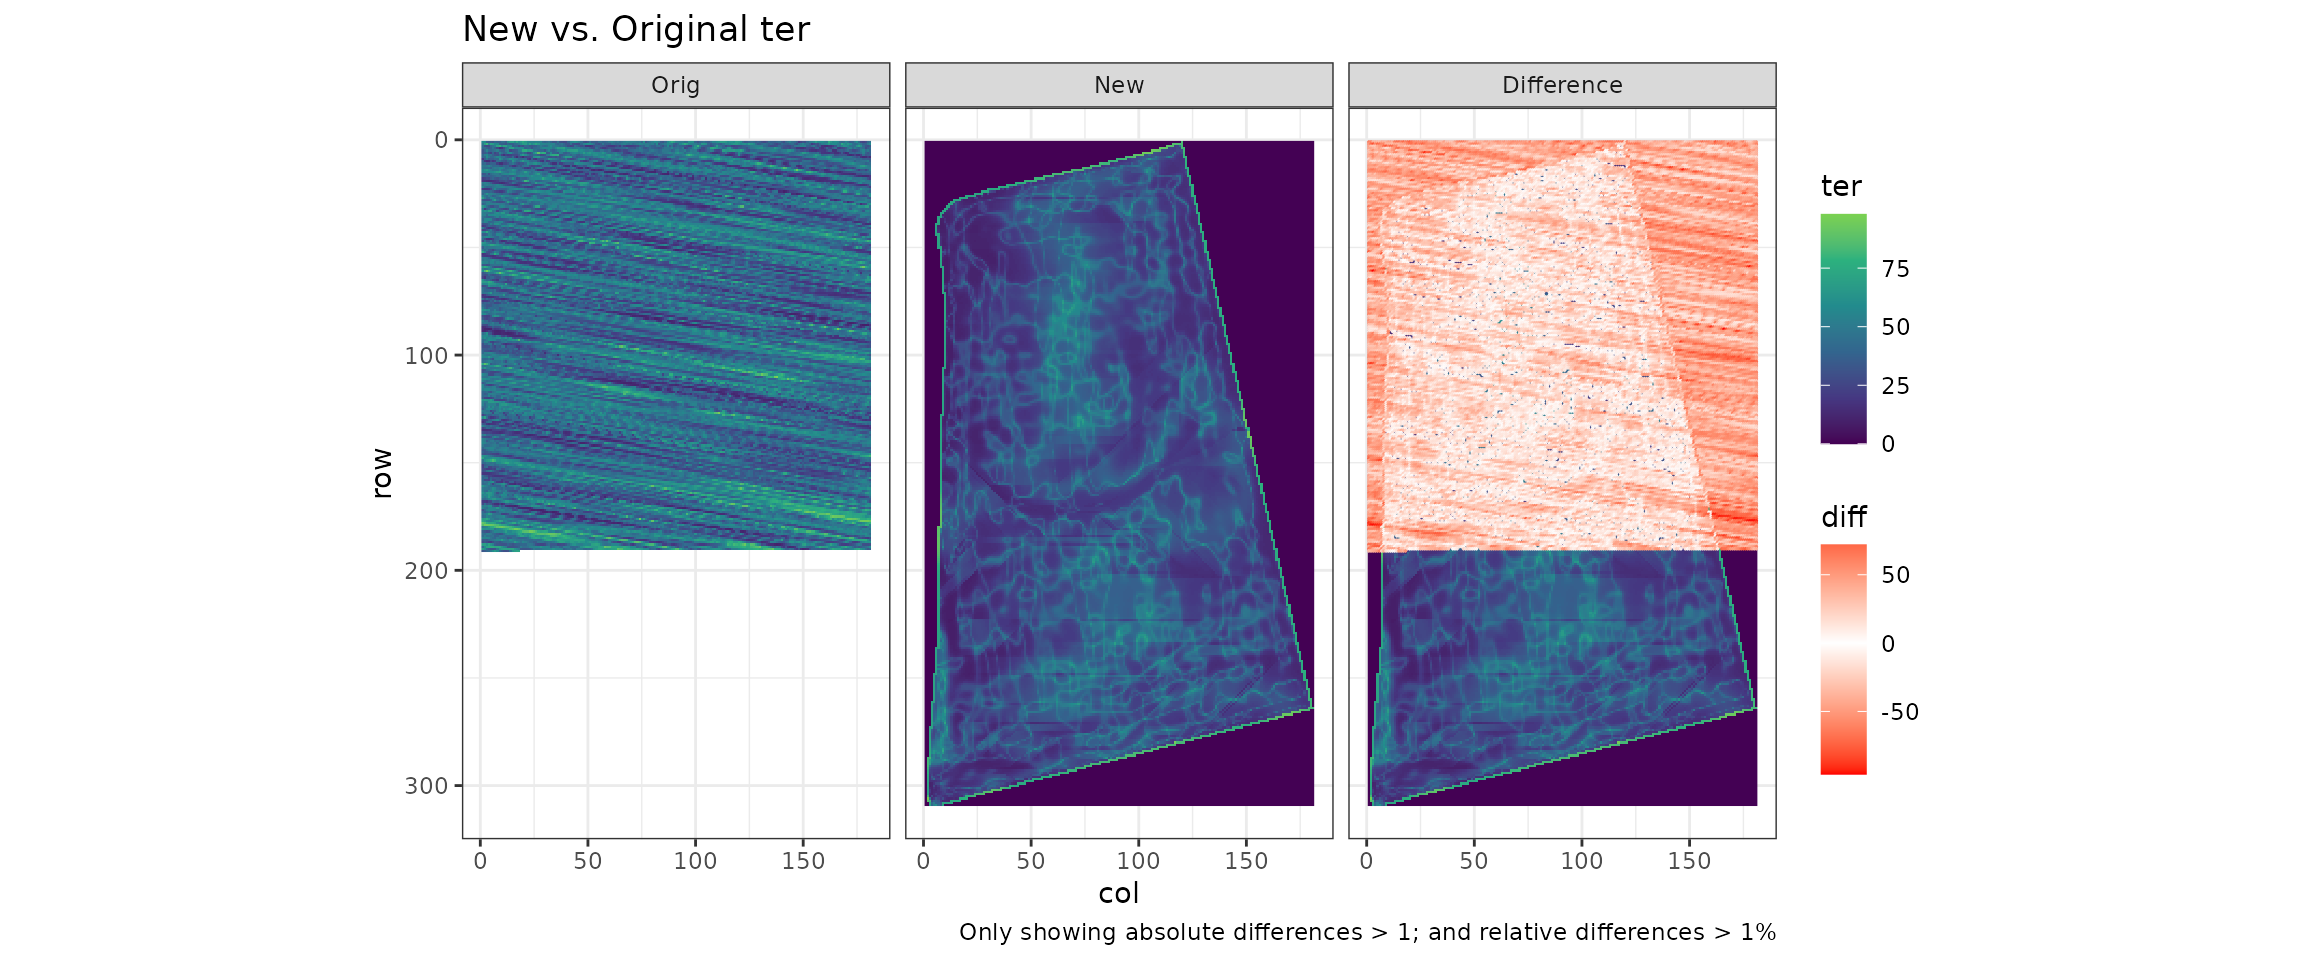 New vs. Original ter
Orig
New
Difference
0
100
200
300
row
0 50 100 150
0 50 100 150
0 50 100 150
col
ter
75
50
25
0
diff
50
0
-50
Only showing absolute differences > 1; and relative differences > 1%